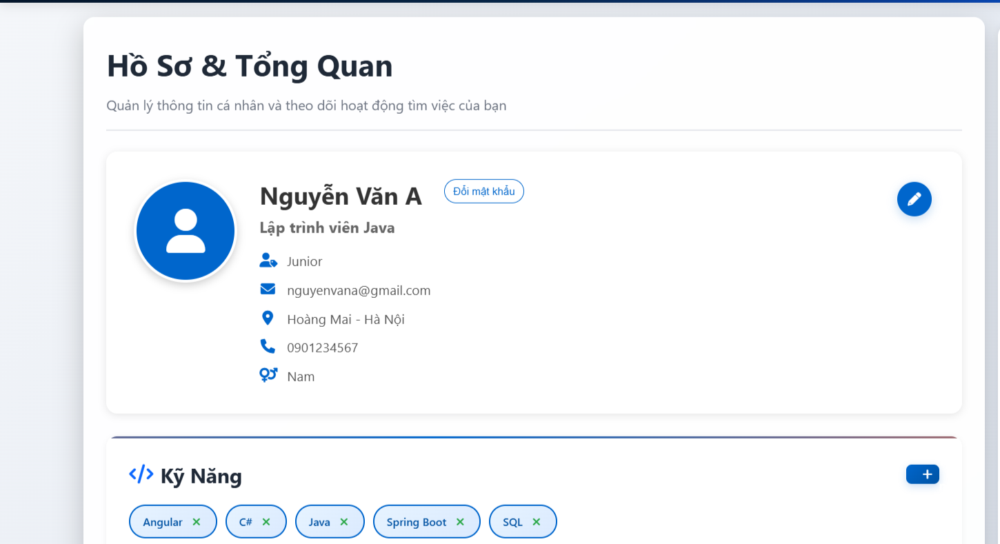 Hồ Sơ & Tổng Quan
Quản lý thông tin cá nhân và theo dõi hoạt động tìm việc của bạn
Nguyễn Văn A
Đổi mật khẩu
Lập trình viên Java
Junior
nguyenvana@gmail.com
Hoàng Mai - Hà Nội
0901234567
Nam
Kỹ Năng
Angular ×
C# ×
Java ×
Spring Boot ×
SQL ×